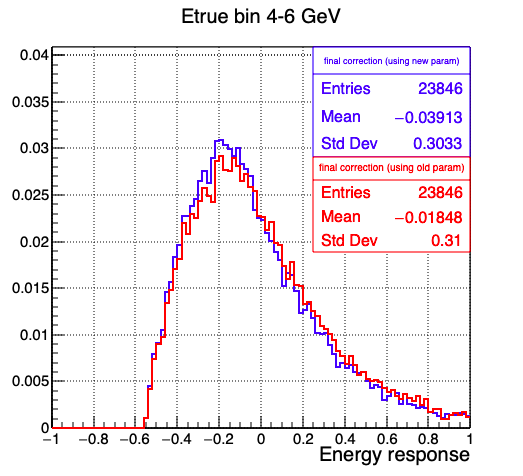 Etrue bin 4-6 GeV
final correction (using new param)
Entries 23846
Mean −0.03913
Std Dev 0.3033
final correction (using old param)
Entries 23846
Mean −0.01848
Std Dev 0.31
0.04
0.035
0.03
0.025
0.02
0.015
0.01
0.005
0
−1 −0.8 −0.6 −0.4 −0.2 0 0.2 0.4 0.6 0.8 1
Energy response